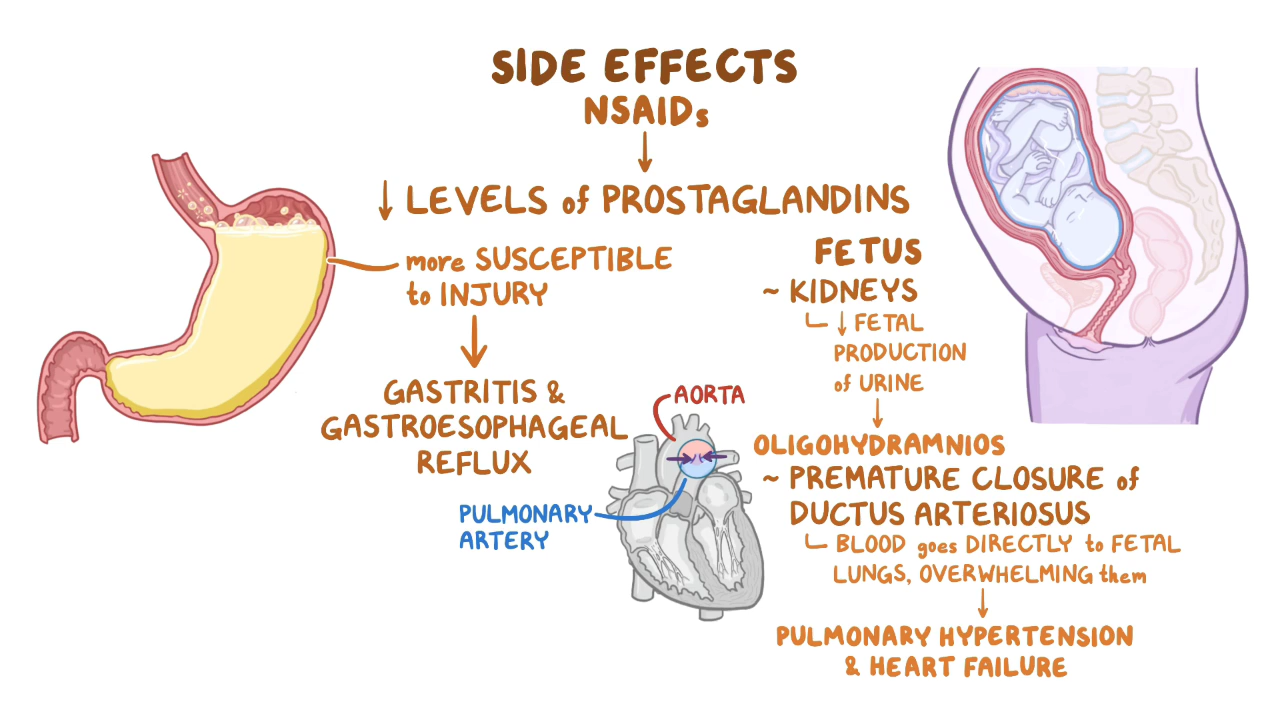 SIDE EFFECTS
NSAIDs
↓ LEVELS of PROSTAGLANDINS
more SUSCEPTIBLE
to INJURY
GASTRITIS &
GASTROESOPHAGEAL
REFLUX
AORTA
PULMONARY
ARTERY
FETUS
~ KIDNEYS
↓ FETAL
PRODUCTION
of URINE
OLIGOHYDRAMNIOS
~ PREMATURE CLOSURE of
DUCTUS ARTERIOSUS
BLOOD goes DIRECTLY to FETAL
LUNGS, OVERWHELMING them
PULMONARY HYPERTENSION
& HEART FAILURE